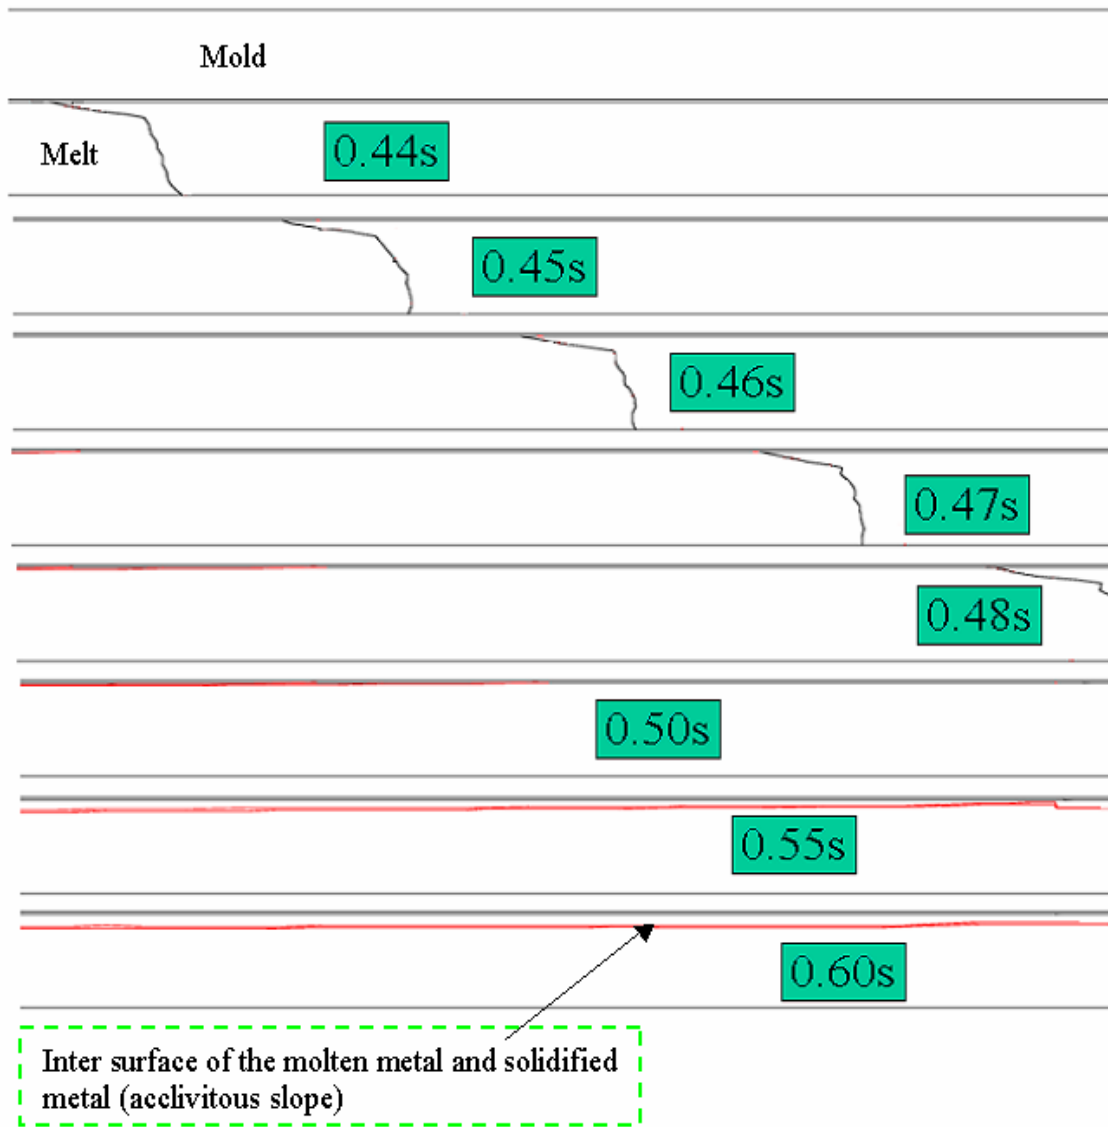 Mold
Melt
0.44s
0.45s
0.46s
0.47s
0.48s
0.50s
0.55s
0.60s
Inter surface of the molten metal and solidified
metal (acclivitous slope)